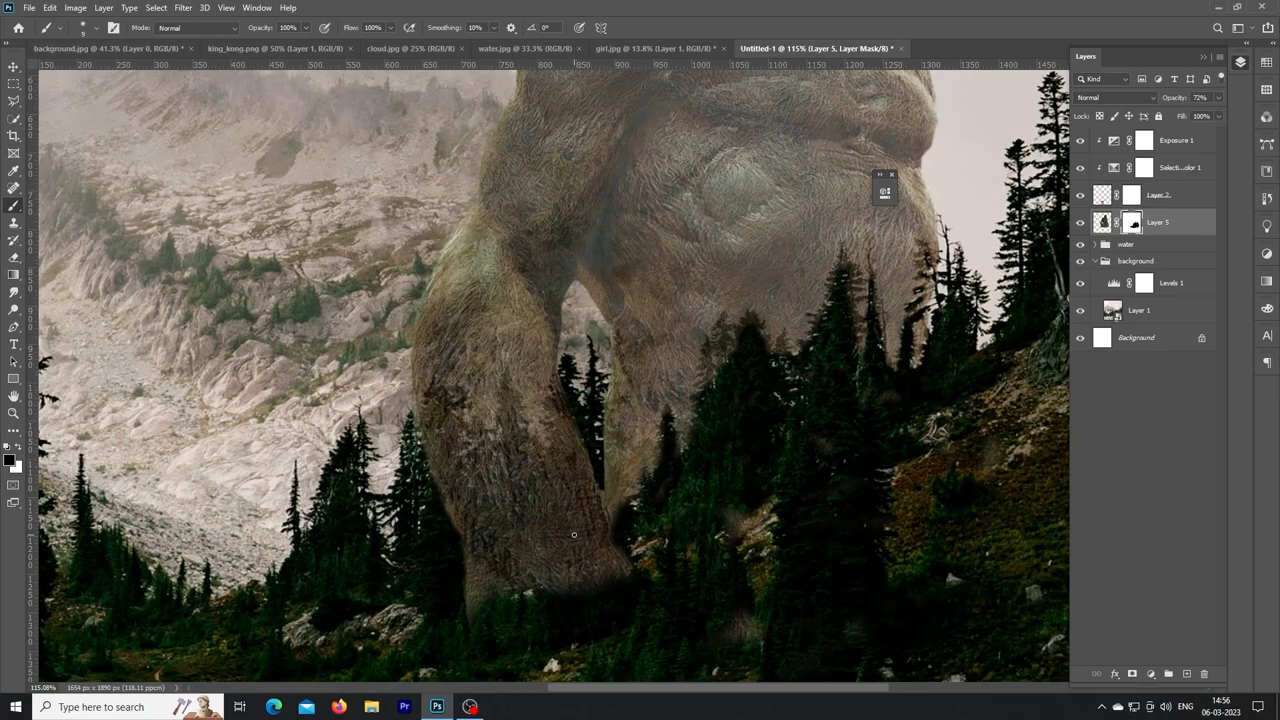 File Edit Image Layer Type Select Filter 3D View Window Help
Mode: Normal Opacity: 100% Flow: 100% Smoothing: 10% 0°
background.jpg @ 41.3% (Layer 0, RGB/8) * × king_kong.png @ 50% (Layer 1, RGB/8) × cloud.jpg @ 25% (RGB/8) × water.jpg @ 33.3% (RGB/8) × girl.jpg @ 13.8% (Layer 1, RGB/8) * × Untitled-1 @ 115% (Layer 5, Layer Mask/8) * ×
150 200 250 300 350 400 450 500 550 600 650 700 750 800 850 900 950 1000 1050 1100 1150 1200 1250 1300 1350 1400 1450
Layers
Kind
Normal Opacity: 72%
Lock: Fill: 100%
Exposure 1
Selecti...olor 1
Layer 2
Layer 5
water
background
Levels 1
Layer 1
Background
115.08% 1654 px x 1890 px (118.11 ppcm)
Type here to search
ENG
14:56
06-03-2023